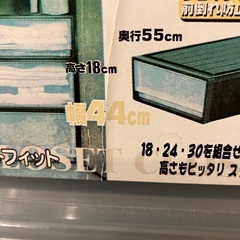 前倒れ防止
奥行55cm
高さ18cm
幅44cm
フィット
18・24・30を組合せ
高さもピッタリ ス